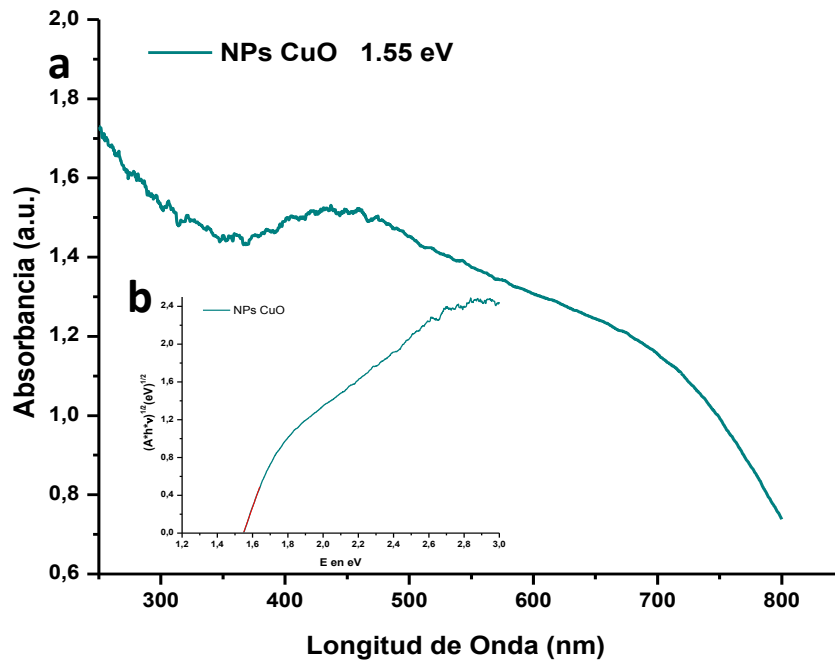 a
NPs CuO 1.55 eV
Absorbancia (a.u.)
2,0
1,8
1,6
1,4
1,2
1,0
0,8
0,6
300 400 500 600 700 800
Longitud de Onda (nm)
b
NPs CuO
(A*h*ν)^1/2(eV)^1/2
2,4
2,0
1,6
1,2
0,8
0,4
0,0
1,2 1,4 1,6 1,8 2,0 2,2 2,4 2,6 2,8 3,0
E en eV